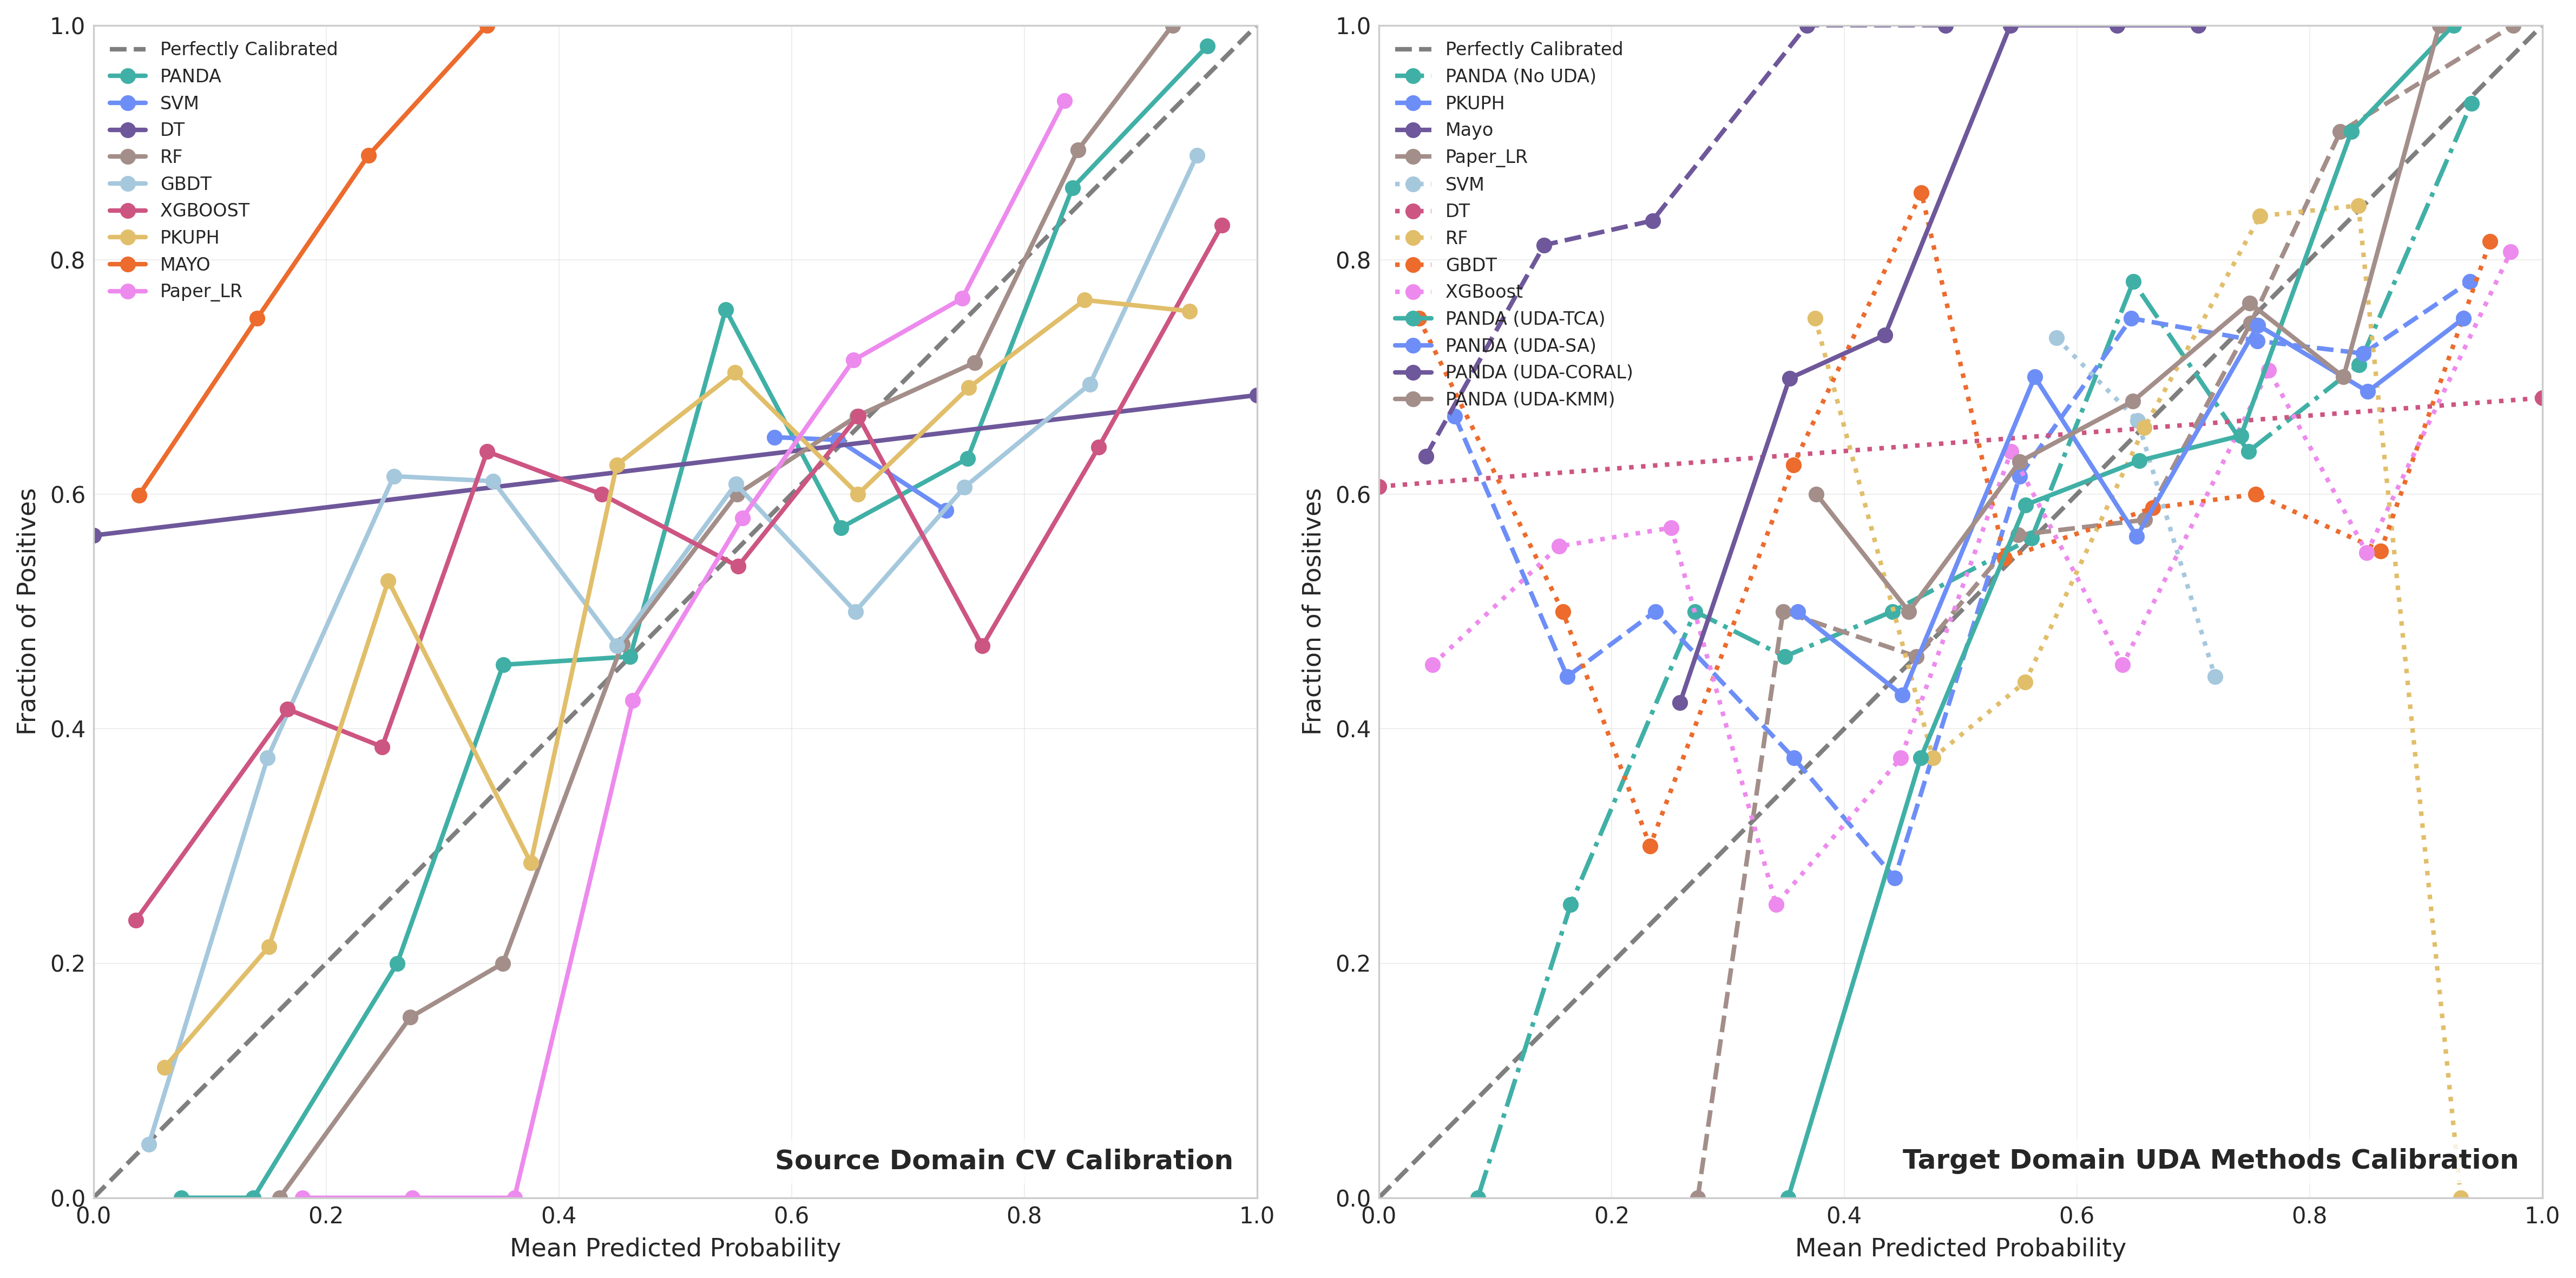 1.0
0.8
0.6
0.4
0.2
0.0
Fraction of Positives
Perfectly Calibrated
PANDA
SVM
DT
RF
GBDT
XGBOOST
PKUPH
MAYO
Paper_LR
Source Domain CV Calibration
0.0 0.2 0.4 0.6 0.8 1.0
Mean Predicted Probability
1.0
0.8
0.6
0.4
0.2
0.0
Fraction of Positives
Perfectly Calibrated
PANDA (No UDA)
PKUPH
Mayo
Paper_LR
SVM
DT
RF
GBDT
XGBoost
PANDA (UDA-TCA)
PANDA (UDA-SA)
PANDA (UDA-CORAL)
PANDA (UDA-KMM)
Target Domain UDA Methods Calibration
0.0 0.2 0.4 0.6 0.8 1.0
Mean Predicted Probability